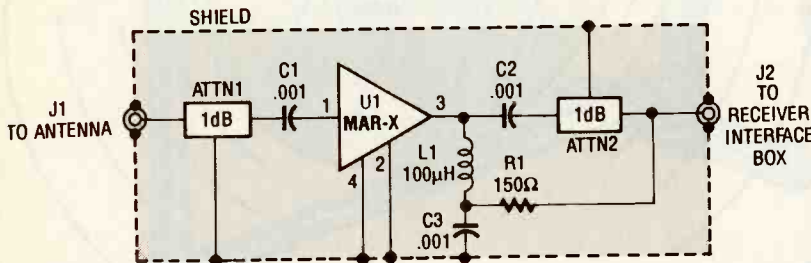 SHIELD
J1
TO ANTENNA
ATTN1
1dB
C1
.001
1
U1
MAR-X
3
4
2
C2
.001
1dB
ATTN2
L1
100µH
R1
150Ω
C3
.001
J2
TO
RECEIVER
INTERFACE
BOX